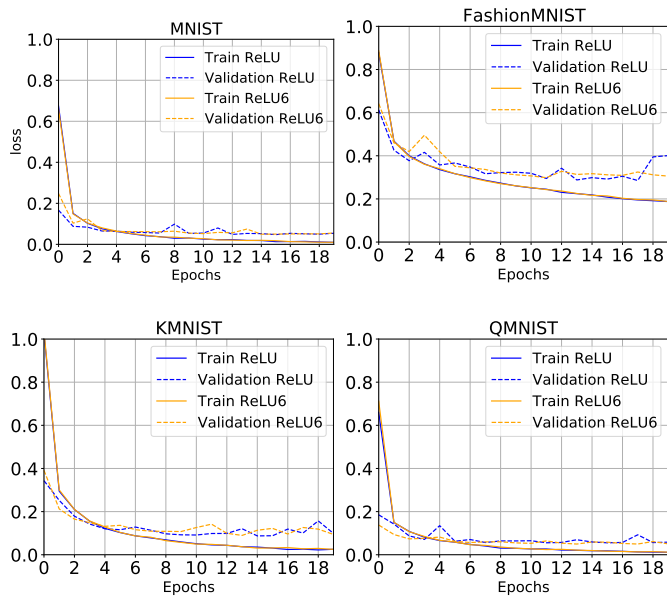 MNIST
1.0
0.8
0.6
0.4
0.2
0.0
loss
Train ReLU
Validation ReLU
Train ReLU6
Validation ReLU6
0 2 4 6 8 10 12 14 16 18
Epochs
FashionMNIST
1.0
0.8
0.6
0.4
0.2
0.0
Train ReLU
Validation ReLU
Train ReLU6
Validation ReLU6
0 2 4 6 8 10 12 14 16 18
Epochs
KMNIST
1.0
0.8
0.6
0.4
0.2
0.0
Train ReLU
Validation ReLU
Train ReLU6
Validation ReLU6
0 2 4 6 8 10 12 14 16 18
Epochs
QMNIST
1.0
0.8
0.6
0.4
0.2
0.0
Train ReLU
Validation ReLU
Train ReLU6
Validation ReLU6
0 2 4 6 8 10 12 14 16 18
Epochs